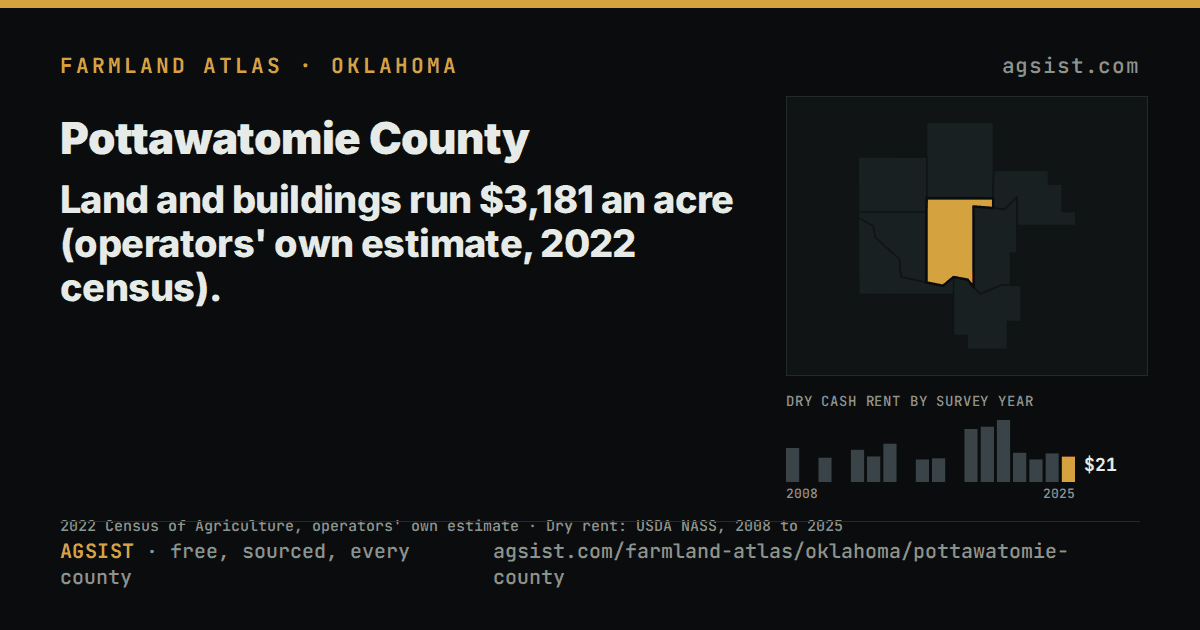 FARMLAND ATLAS · OKLAHOMA
agsist.com
Pottawatomie County
Land and buildings run $3,181 an acre
(operators' own estimate, 2022
census).
DRY CASH RENT BY SURVEY YEAR
$21
2008
2025
2022 Census of Agriculture, operators' own estimate · Dry rent: USDA NASS, 2008 to 2025
AGSIST · free, sourced, every
county
agsist.com/farmland-atlas/oklahoma/pottawatomie-
county